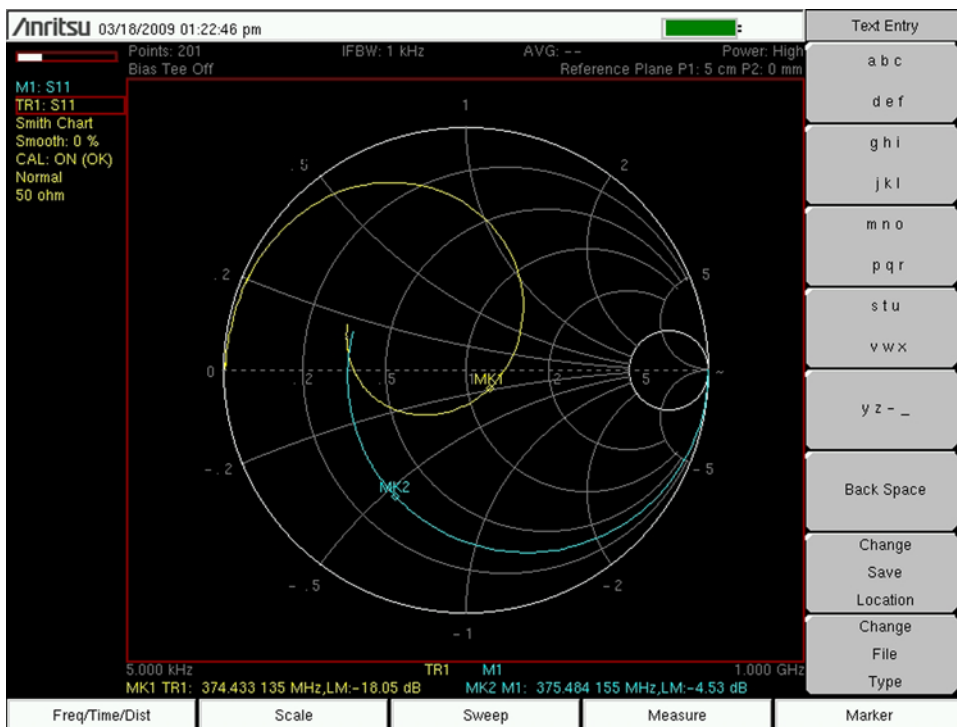 Anritsu 03/18/2009 01:22:46 pm
Text Entry
Points: 201 IFBW: 1 kHz AVG: -- Power: High
Bias Tee Off Reference Plane P1: 5 cm P2: 0 mm
M1: S11
TR1: S11
Smith Chart
Smooth: 0 %
CAL: ON (OK)
Normal
50 ohm
1
.5 2
.2 5
0 .2 .5 1 MK1 2 5 ~
-.2 MK2 -5
-.5 -2
-1
5.000 kHz TR1 M1 1.000 GHz
MK1 TR1: 374.433 135 MHz,LM:-18.05 dB MK2 M1: 375.484 155 MHz,LM:-4.53 dB
a b c
d e f
g h i
j k l
m n o
p q r
s t u
v w x
y z - _
Back Space
Change
Save
Location
Change
File
Type
Freq/Time/Dist Scale Sweep Measure Marker